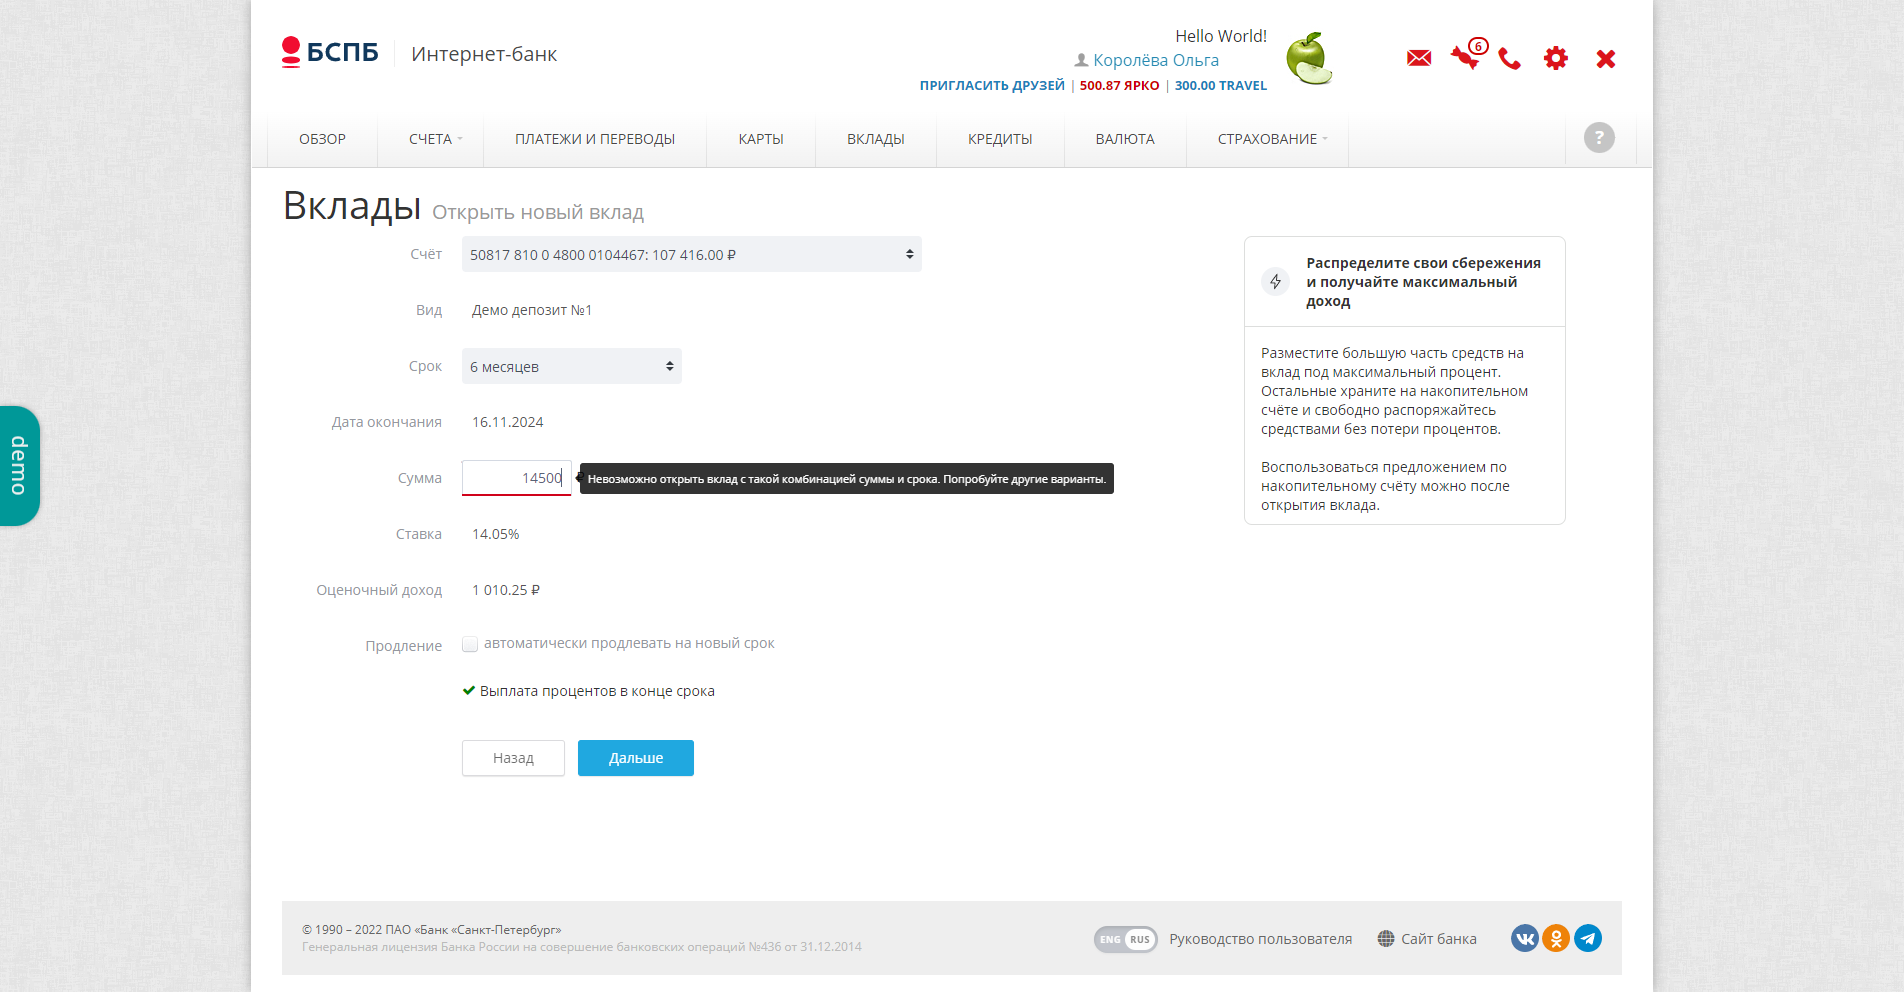 БСПБ Интернет-банк
Hello World!
Королёва Ольга
6
ПРИГЛАСИТЬ ДРУЗЕЙ | 500.87 ЯРКО | 300.00 TRAVEL
ОБЗОР СЧЕТА ПЛАТЕЖИ И ПЕРЕВОДЫ КАРТЫ ВКЛАДЫ КРЕДИТЫ ВАЛЮТА СТРАХОВАНИЕ ?
Вклады Открыть новый вклад
Счёт 50817 810 0 4800 0104467: 107 416.00 ₽
Вид Демо депозит №1
Срок 6 месяцев
Дата окончания 16.11.2024
Сумма 14500 ₽ Невозможно открыть вклад с такой комбинацией суммы и срока. Попробуйте другие варианты.
Ставка 14.05%
Оценочный доход 1 010.25 ₽
Продление автоматически продлевать на новый срок
Выплата процентов в конце срока
Назад Дальше
Распределите свои сбережения
и получайте максимальный
доход
Разместите большую часть средств на
вклад под максимальный процент.
Остальные храните на накопительном
счёте и свободно распоряжайтесь
средствами без потери процентов.
Воспользоваться предложением по
накопительному счёту можно после
открытия вклада.
demo
© 1990 – 2022 ПАО «Банк «Санкт-Петербург»
Генеральная лицензия Банка России на совершение банковских операций №436 от 31.12.2014
ENG RUS Руководство пользователя Сайт банка